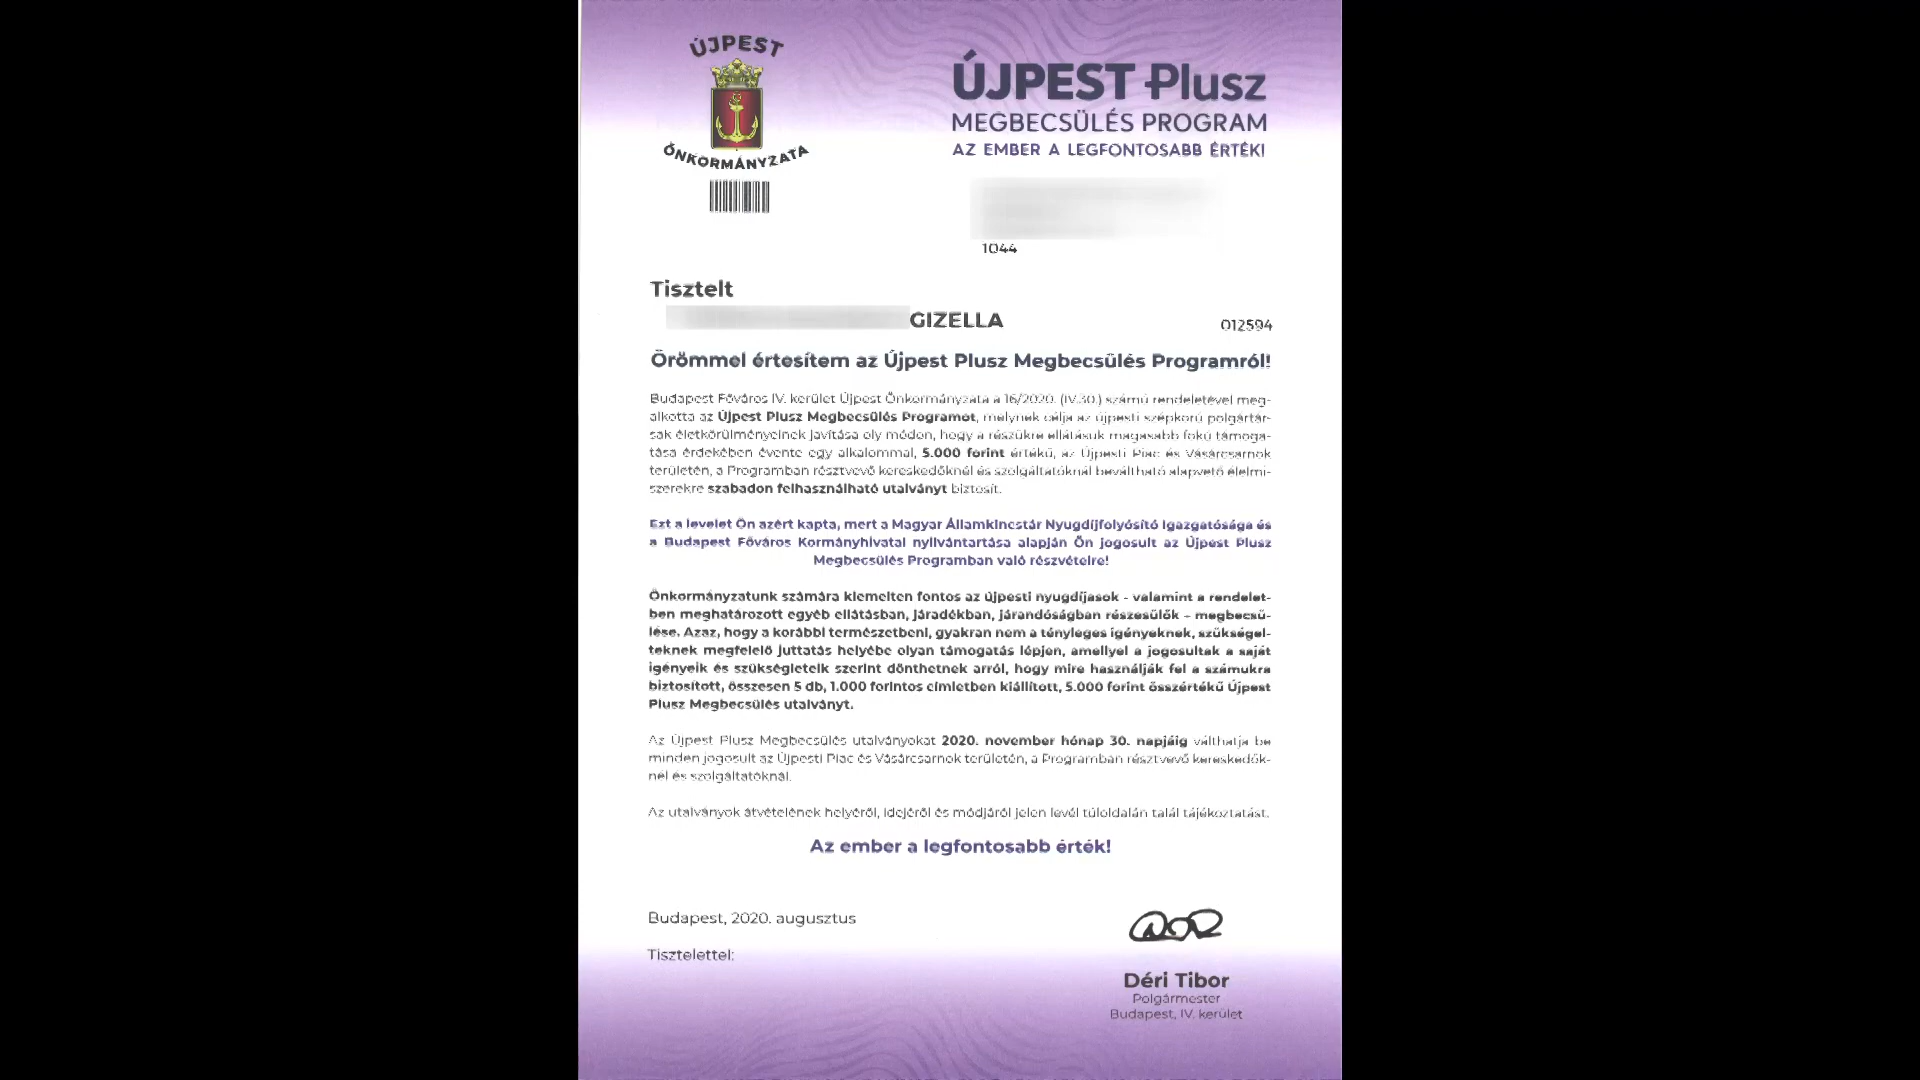 ÚJPEST
ÖNKORMÁNYZATA
ÚJPEST Plusz
MEGBECSÜLÉS PROGRAM
AZ EMBER A LEGFONTOSABB ÉRTÉK!
1044
Tisztelt
GIZELLA
012594
Örömmel értesítem az Újpest Plusz Megbecsülés Programról!
Budapest Főváros IV. kerület Újpest Önkormányzata a 16/2020. (IV.30.) számú rendeletével meg-
alkotta az Újpest Plusz Megbecsülés Programot, melynek célja az újpesti szépkorú polgártár-
sak életkörülményeinek javítása oly módon, hogy a részükre ellátásuk magasabb fokú támoga-
tása érdekében évente egy alkalommal, 5.000 forint értékű, az Újpesti Piac és Vásárcsarnok
területén, a Programban résztvevő kereskedőknél és szolgáltatóknál beváltható alapvető élelmi-
szerekre szabadon felhasználható utalványt biztosít.
Ezt a levelet Ön azért kapta, mert a Magyar Államkincstár Nyugdíjfolyósító Igazgatósága és
a Budapest Főváros Kormányhivatal nyilvántartása alapján Ön jogosult az Újpest Plusz
Megbecsülés Programban való részvételre!
Önkormányzatunk számára kiemelten fontos az újpesti nyugdíjasok - valamint a rendelet-
ben meghatározott egyéb ellátásban, járadékban, járandóságban részesülők - megbecsü-
lése. Azaz, hogy a korábbi természetbeni, gyakran nem a tényleges igényeknek, szükségle-
teknek megfelelő juttatás helyébe olyan támogatás lépjen, amellyel a jogosultak a saját
igényeik és szükségleteik szerint dönthetnek arról, hogy mire használják fel a számukra
biztosított, összesen 5 db, 1.000 forintos címletben kiállított, 5.000 forint összértékű Újpest
Plusz Megbecsülés utalványt.
Az Újpest Plusz Megbecsülés utalványokat 2020. november hónap 30. napjáig válthatja be
minden jogosult az Újpesti Piac és Vásárcsarnok területén, a Programban résztvevő kereskedők-
nél és szolgáltatóknál.
Az utalványok átvételének helyéről, idejéről és módjáról jelen levél túloldalán talál tájékoztatást.
Az ember a legfontosabb érték!
Budapest, 2020. augusztus
Tisztelettel:
Déri Tibor
Polgármester
Budapest, IV. kerület